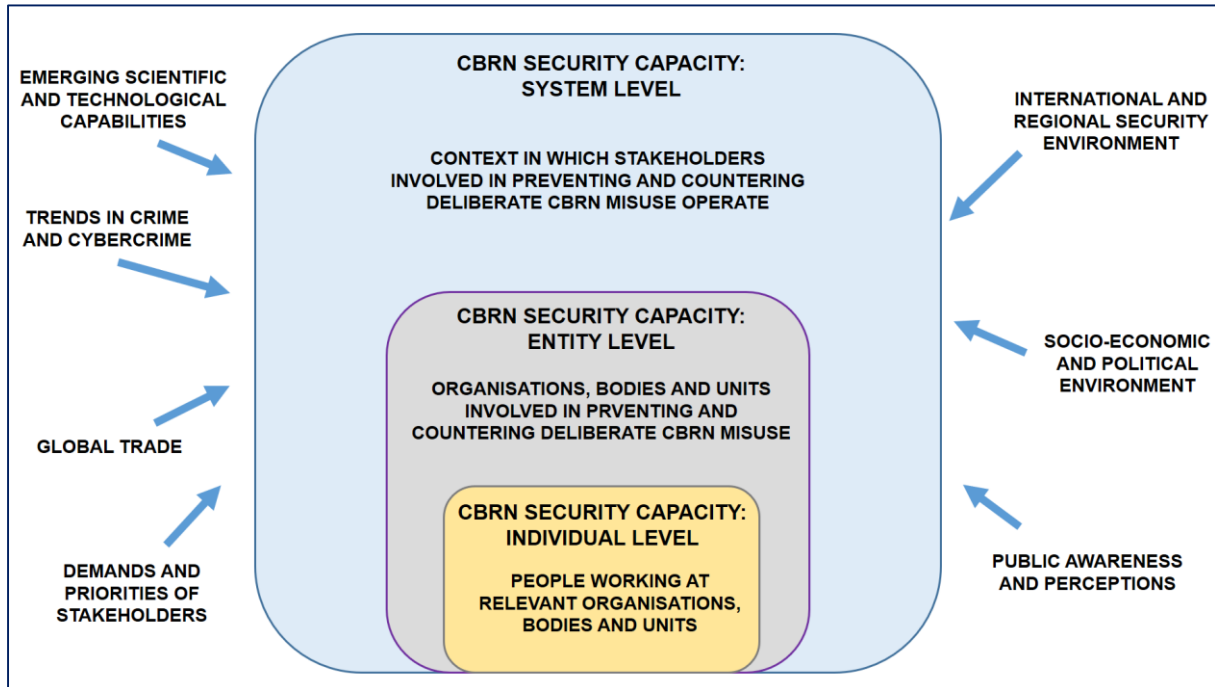 CBRN SECURITY CAPACITY:
SYSTEM LEVEL
CONTEXT IN WHICH STAKEHOLDERS
INVOLVED IN PREVENTING AND COUNTERING
DELIBERATE CBRN MISUSE OPERATE
CBRN SECURITY CAPACITY:
ENTITY LEVEL
ORGANISATIONS, BODIES AND UNITS
INVOLVED IN PRVENTING AND
COUNTERING DELIBERATE CBRN MISUSE
CBRN SECURITY CAPACITY:
INDIVIDUAL LEVEL
PEOPLE WORKING AT
RELEVANT ORGANISATIONS,
BODIES AND UNITS
EMERGING SCIENTIFIC
AND TECHNOLOGICAL
CAPABILITIES
TRENDS IN CRIME
AND CYBERCRIME
GLOBAL TRADE
DEMANDS AND
PRIORITIES OF
STAKEHOLDERS
INTERNATIONAL AND
REGIONAL SECURITY
ENVIRONMENT
SOCIO-ECONOMIC
AND POLITICAL
ENVIRONMENT
PUBLIC AWARENESS
AND PERCEPTIONS